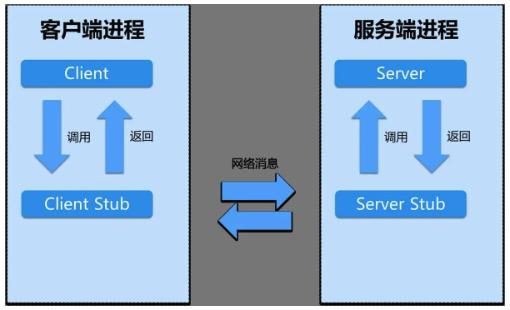 客户端进程
Client
调用
返回
Client Stub
网络消息
服务端进程
Server
调用
返回
Server Stub